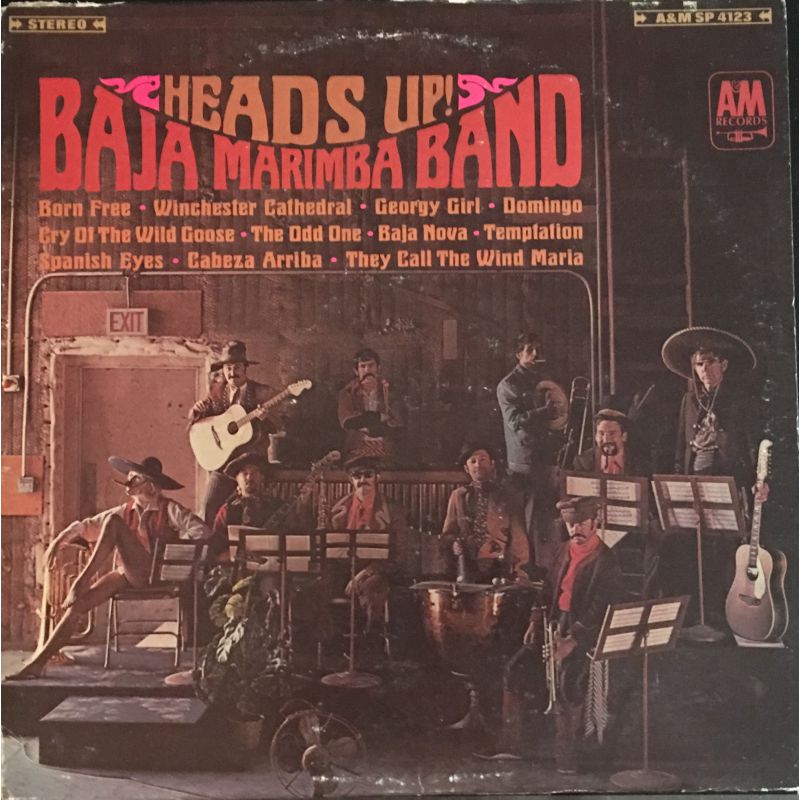 STEREO
A&M SP 4123
HEADS UP!
BAJA MARIMBA BAND
A&M
RECORDS
Born Free • Winchester Cathedral • Georgy Girl • Domingo
Cry Of The Wild Goose • The Odd One • Baja Nova • Temptation
Spanish Eyes • Cabeza Arriba • They Call The Wind Maria
EXIT